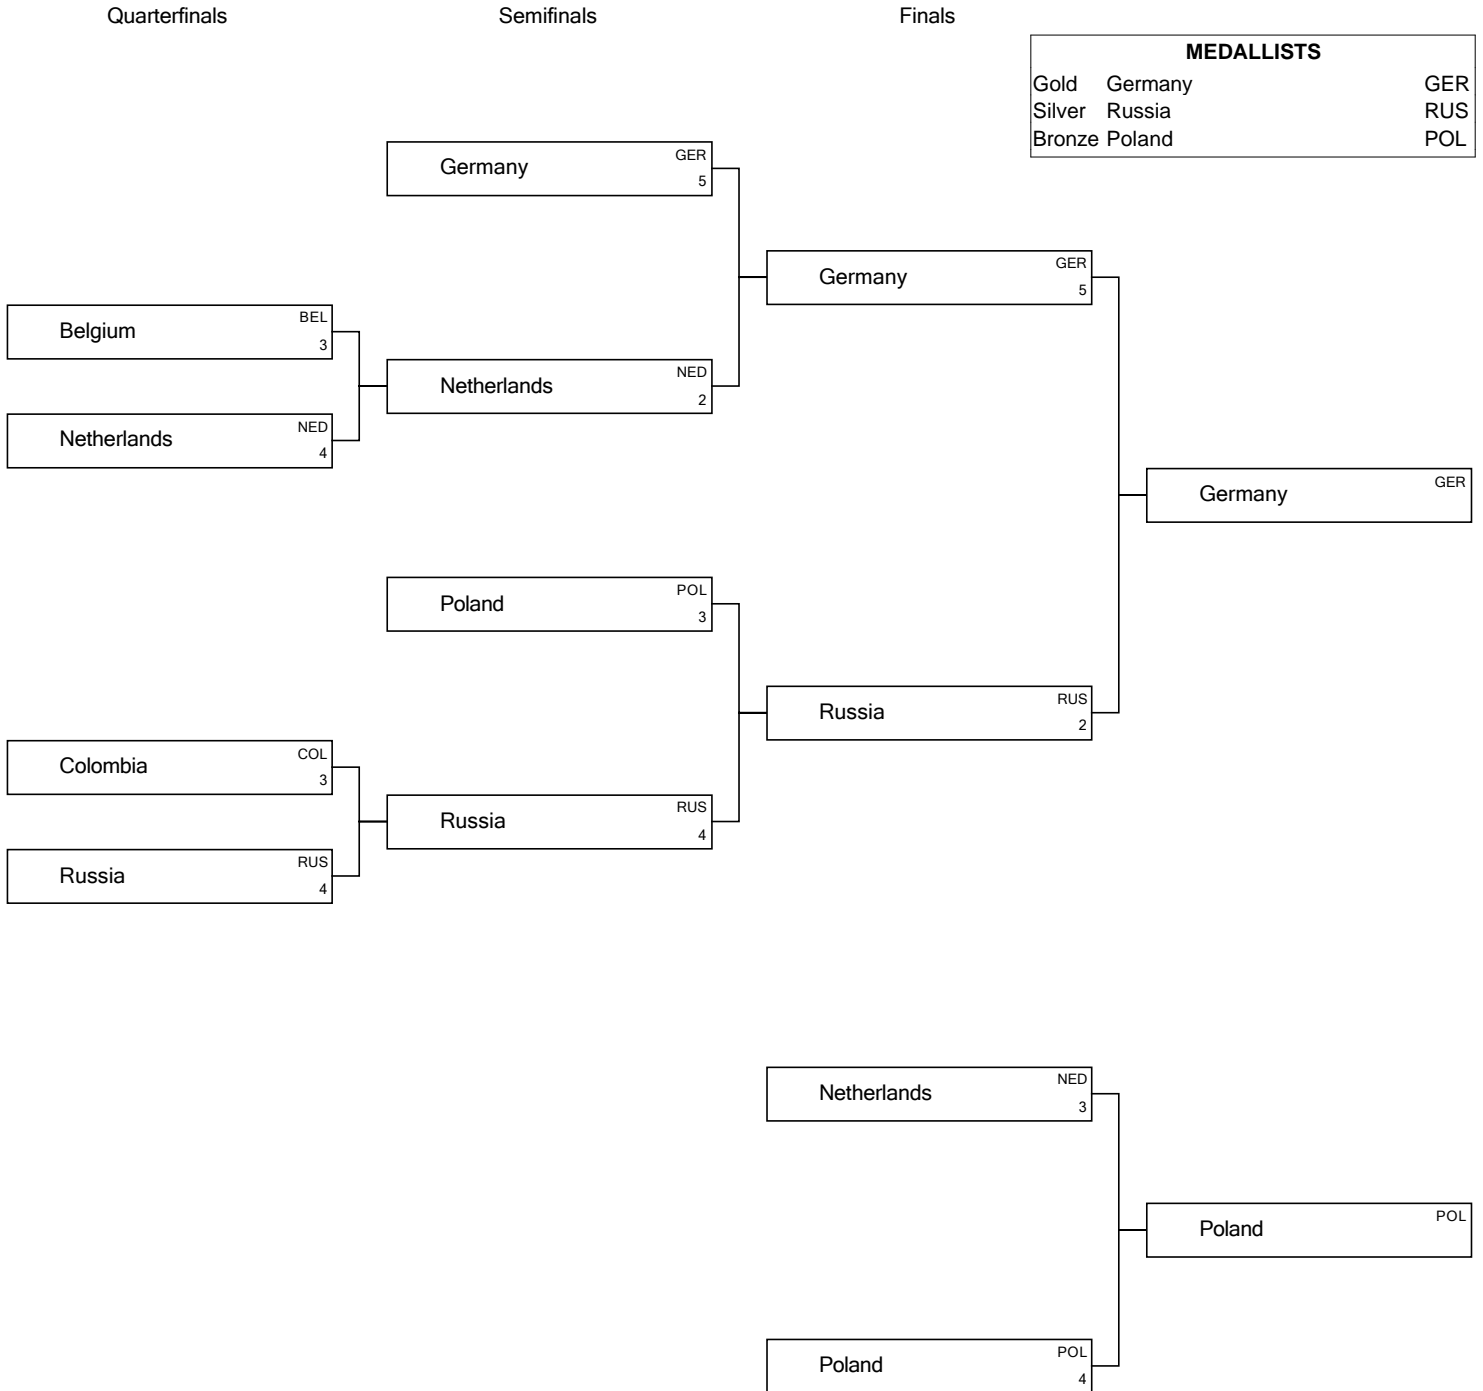 Quarterfinals Semifinals Finals
MEDALLISTS
Gold Germany GER
Silver Russia RUS
Bronze Poland POL
Germany GER
5
Germany GER
5
Belgium BEL
3
Netherlands NED
2
Netherlands NED
4
Germany GER
Poland POL
3
Russia RUS
2
Colombia COL
3
Russia RUS
4
Russia RUS
4
Netherlands NED
3
Poland POL
Poland POL
4